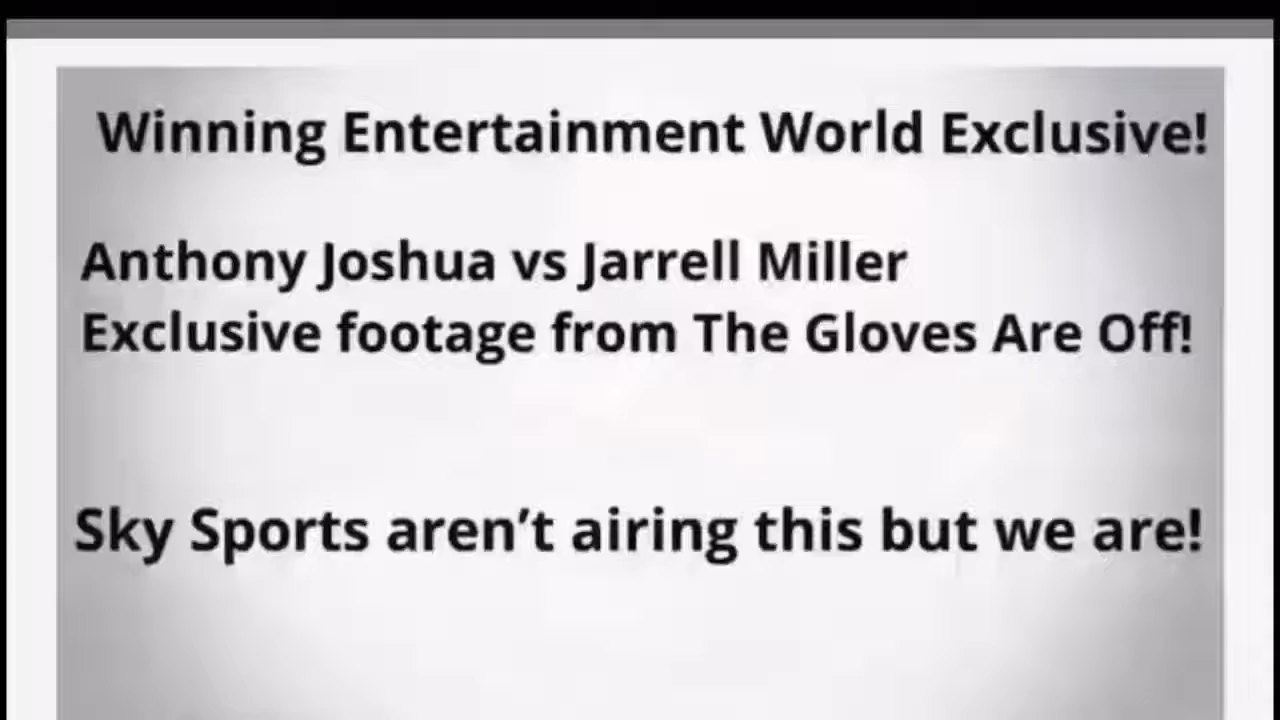 Winning Entertainment World Exclusive!
Anthony Joshua vs Jarrell Miller
Exclusive footage from The Gloves Are Off!
Sky Sports aren’t airing this but we are!